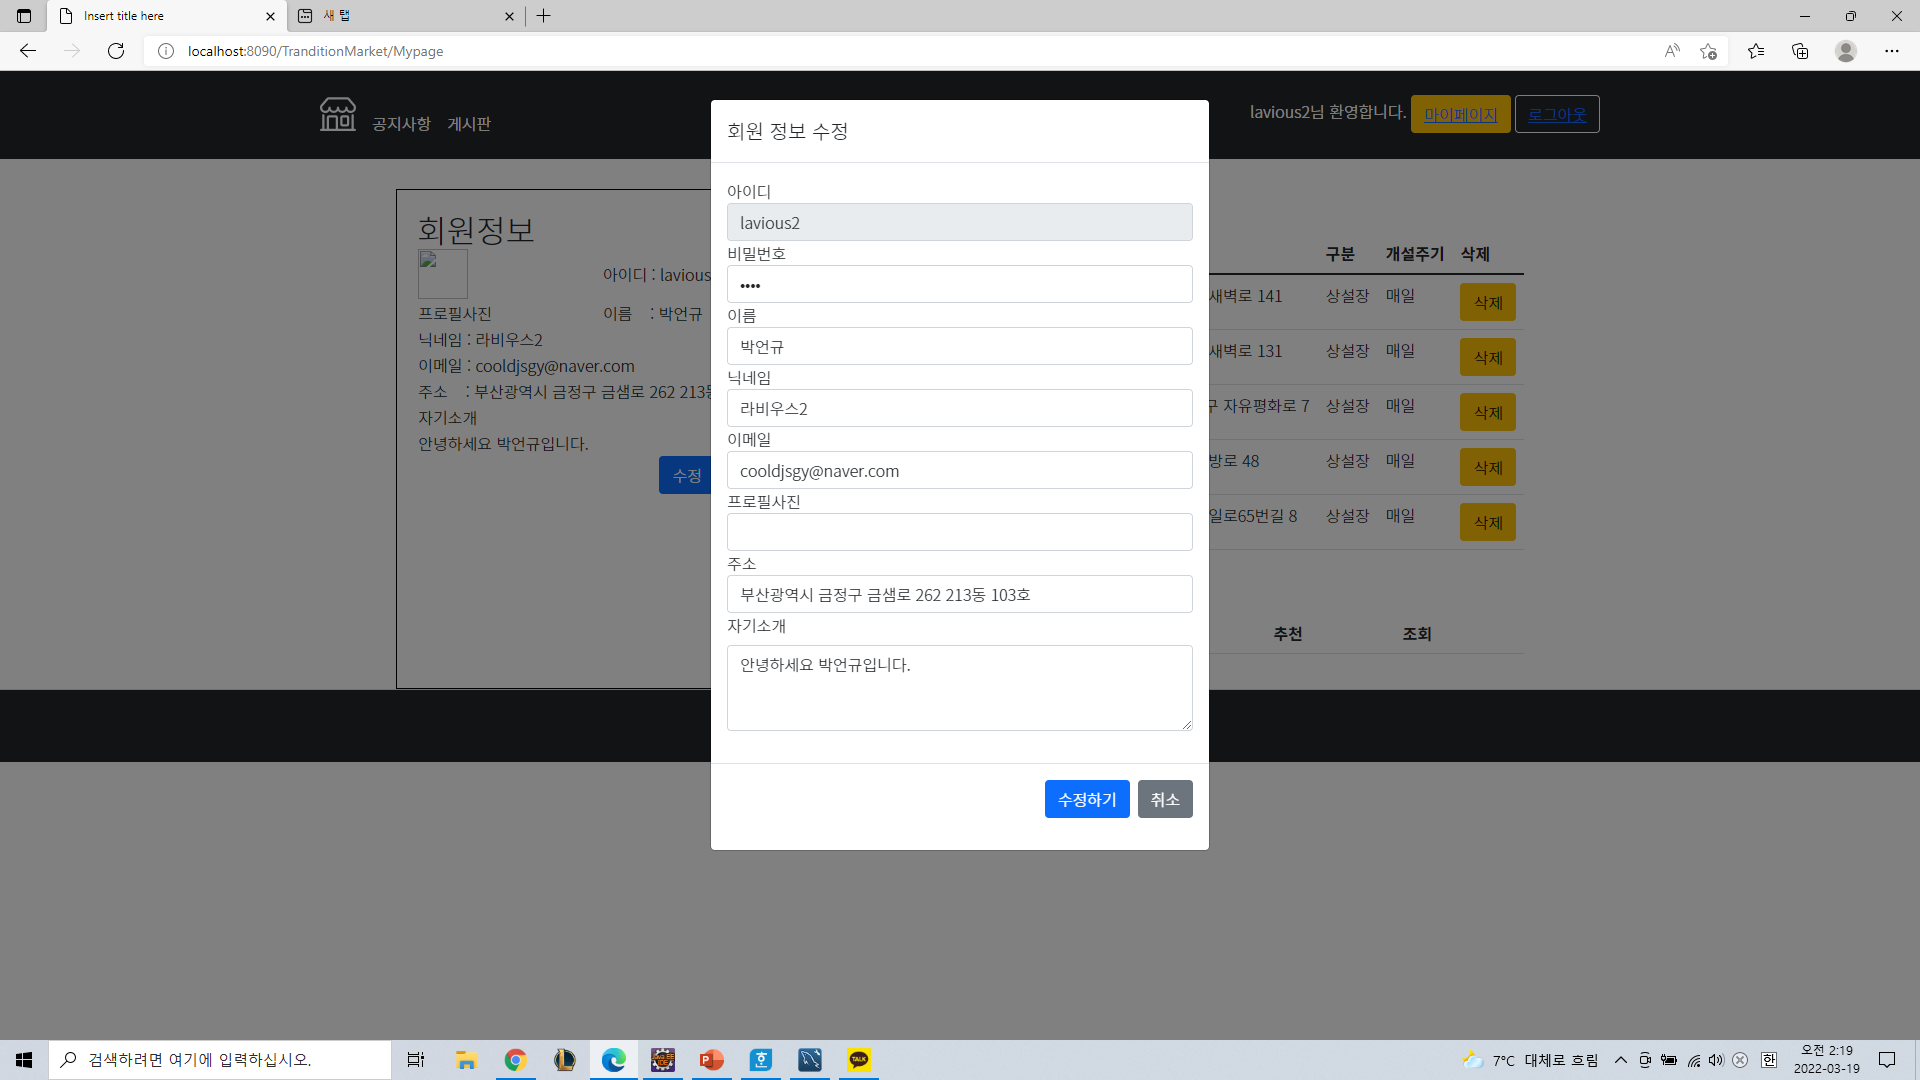 Insert title here
새 탭
localhost:8090/TranditionMarket/Mypage
공지사항 게시판
lavious2님 환영합니다. 마이페이지 로그아웃
회원정보
아이디 : lavious
프로필사진
이름 : 박언규
닉네임 : 라비우스2
이메일 : cooldjsgy@naver.com
주소 : 부산광역시 금정구 금샘로 262 213동
자기소개
안녕하세요 박언규입니다.
수정
회원 정보 수정
아이디
lavious2
비밀번호
••••
이름
박언규
닉네임
라비우스2
이메일
cooldjsgy@naver.com
프로필사진
주소
부산광역시 금정구 금샘로 262 213동 103호
자기소개
안녕하세요 박언규입니다.
수정하기 취소
구분 개설주기 삭제
새벽로 141 상설장 매일 삭제
새벽로 131 상설장 매일 삭제
구 자유평화로 7 상설장 매일 삭제
방로 48 상설장 매일 삭제
일로65번길 8 상설장 매일 삭제
추천 조회
검색하려면 여기에 입력하십시오.
7°C 대체로 흐림
한
오전 2:19
2022-03-19